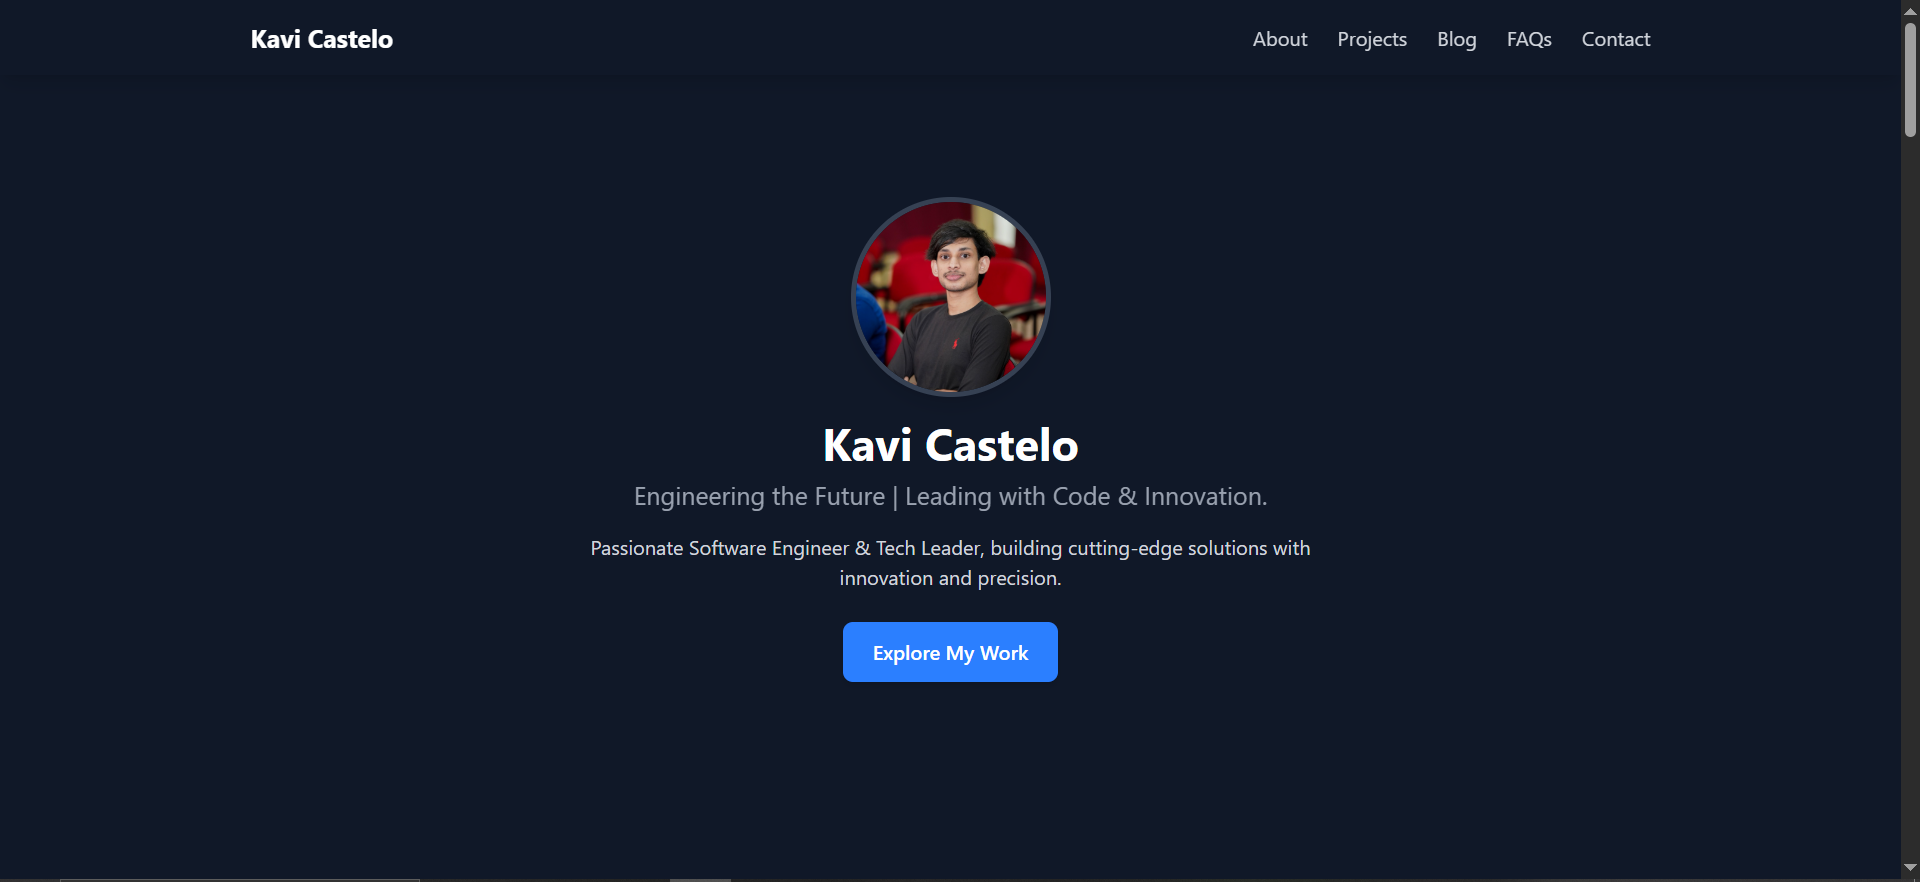 Kavi Castelo
About Projects Blog FAQs Contact
Kavi Castelo
Engineering the Future | Leading with Code & Innovation.
Passionate Software Engineer & Tech Leader, building cutting-edge solutions with
innovation and precision.
Explore My Work